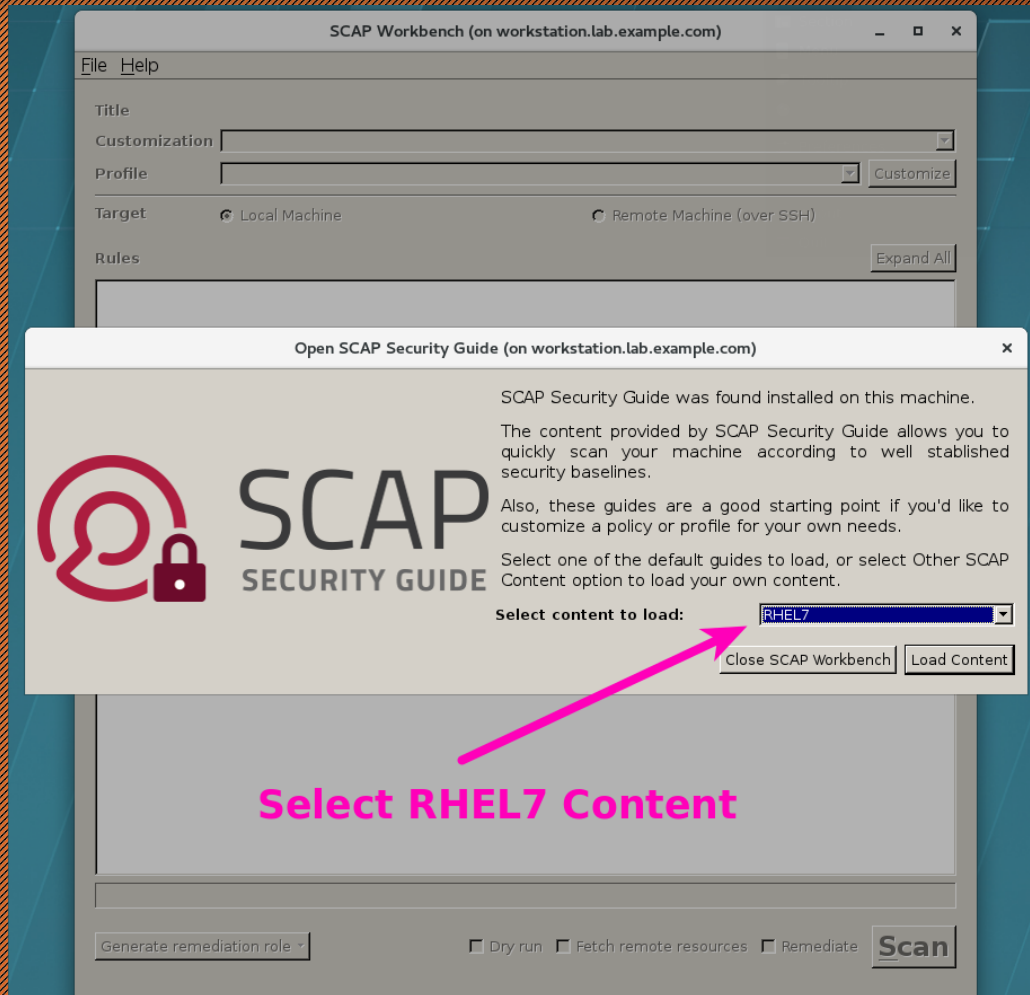 SCAP Workbench (on workstation.lab.example.com)
File Help
Title
Customization
Profile
Customize
Target
Local Machine
Remote Machine (over SSH)
Rules
Expand All
Open SCAP Security Guide (on workstation.lab.example.com)
SCAP
SECURITY GUIDE
SCAP Security Guide was found installed on this machine.
The content provided by SCAP Security Guide allows you to
quickly scan your machine according to well stablished
security baselines.
Also, these guides are a good starting point if you'd like to
customize a policy or profile for your own needs.
Select one of the default guides to load, or select Other SCAP
Content option to load your own content.
Select content to load:
RHEL7
Close SCAP Workbench
Load Content
Select RHEL7 Content
Generate remediation role
Dry run
Fetch remote resources
Remediate
Scan